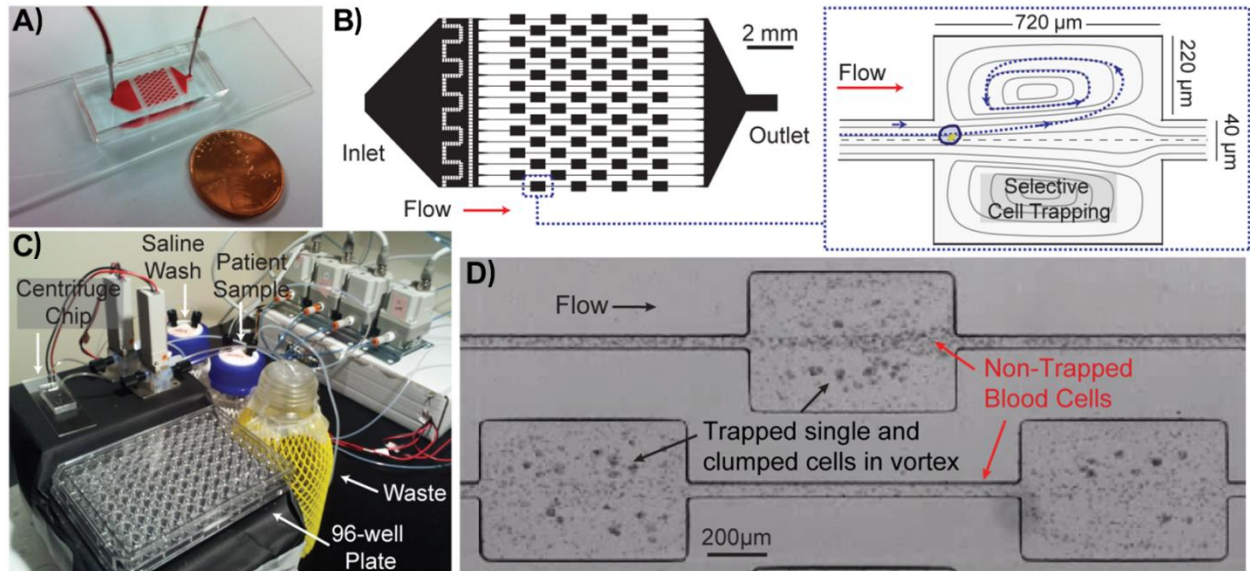 A)
B)
2 mm
Inlet
Outlet
Flow
720 µm
220 µm
40 µm
Flow
Selective
Cell Trapping
C)
Saline
Wash
Patient
Sample
Centrifuge
Chip
Waste
96-well
Plate
D)
Flow
Non-Trapped
Blood Cells
Trapped single and
clumped cells in vortex
200µm